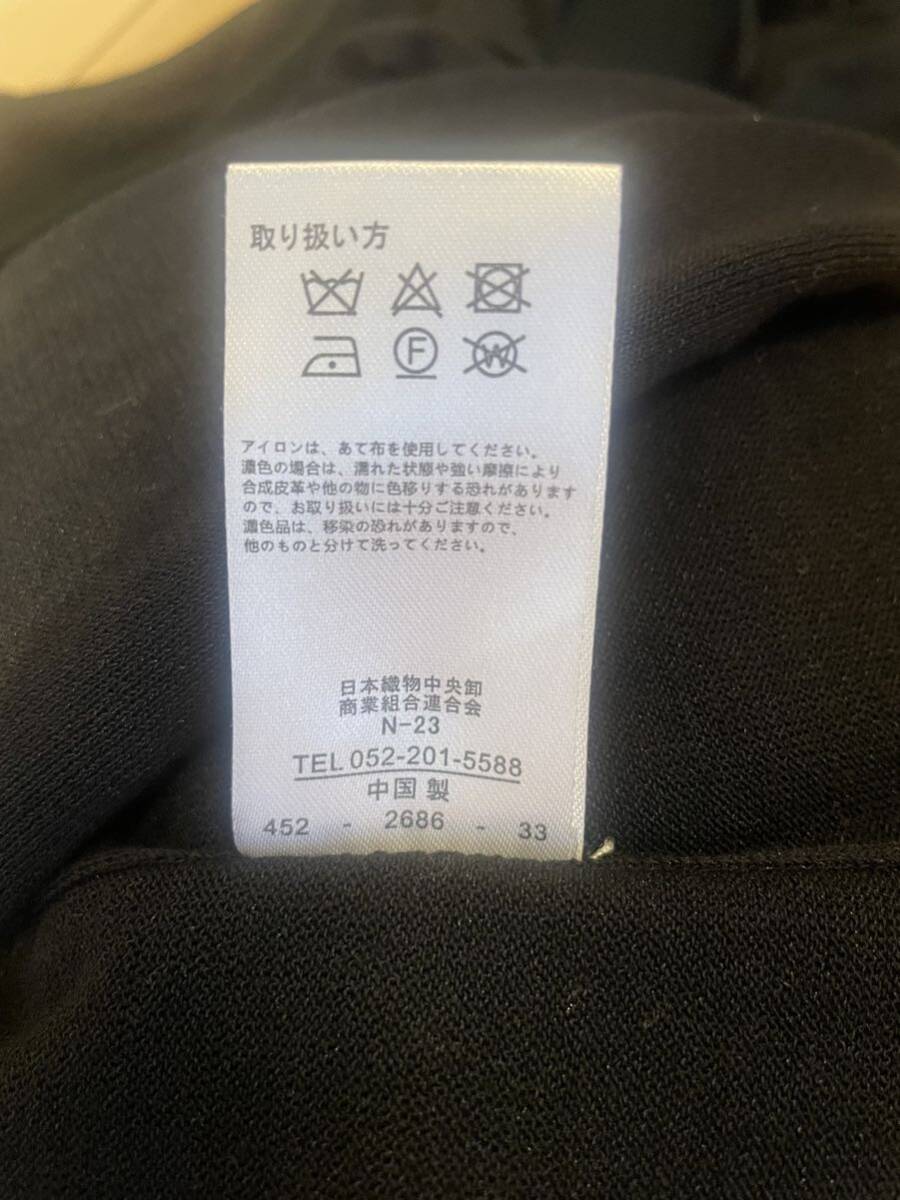 取り扱い方
F W
アイロンは、あて布を使用してください。
濃色の場合は、濡れた状態や強い摩擦により
合成皮革や他の物に色移りする恐れがあります
ので、お取り扱いには十分ご注意ください。
濃色品は、移染の恐れがありますので、
他のものと分けて洗ってください。
日本織物中央卸
商業組合連合会
N-23
TEL 052-201-5588
中国製
452 - 2686 - 33